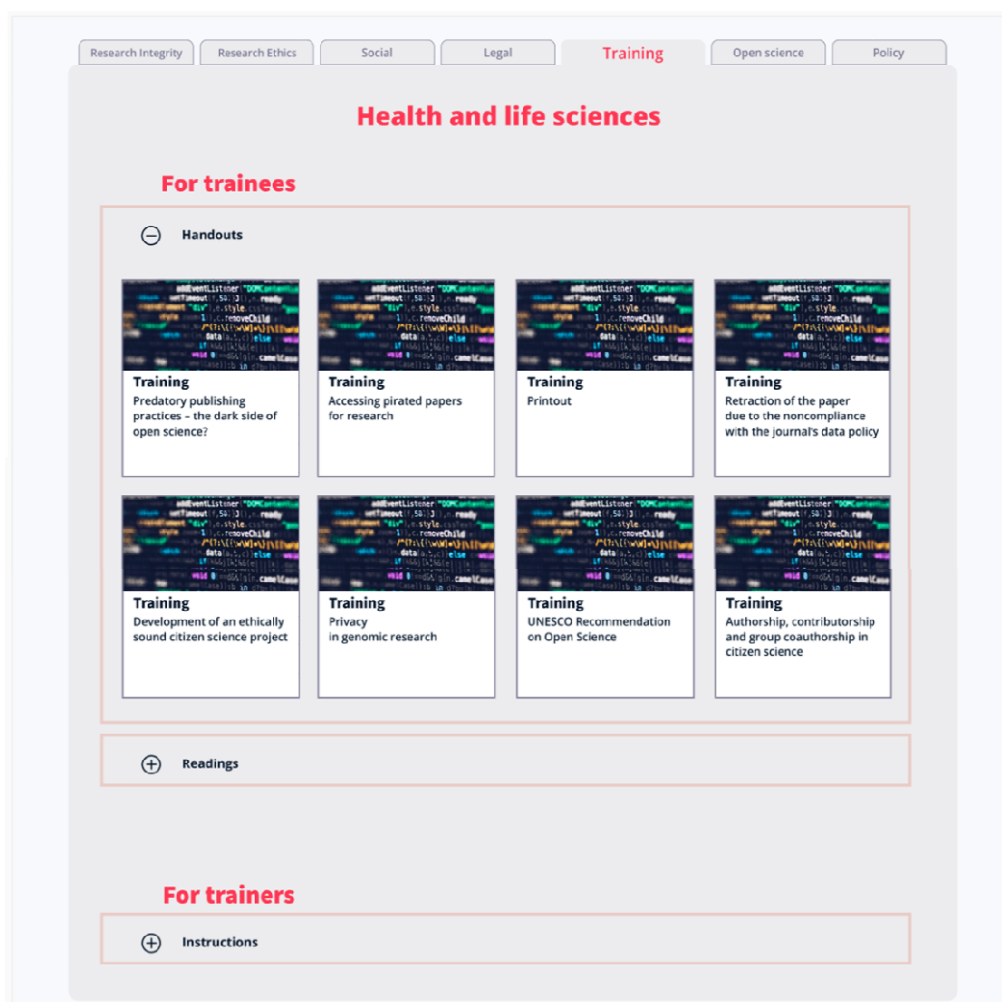 Research Integrity
Research Ethics
Social
Legal
Training
Open science
Policy
Health and life sciences
For trainees
Handouts
Training
Predatory publishing
practices – the dark side of
open science?
Training
Accessing pirated papers
for research
Training
Printout
Training
Retraction of the paper
due to the noncompliance
with the journal's data policy
Training
Development of an ethically
sound citizen science project
Training
Privacy
in genomic research
Training
UNESCO Recommendation
on Open Science
Training
Authorship, contributorship
and group coauthorship in
citizen science
Readings
For trainers
Instructions